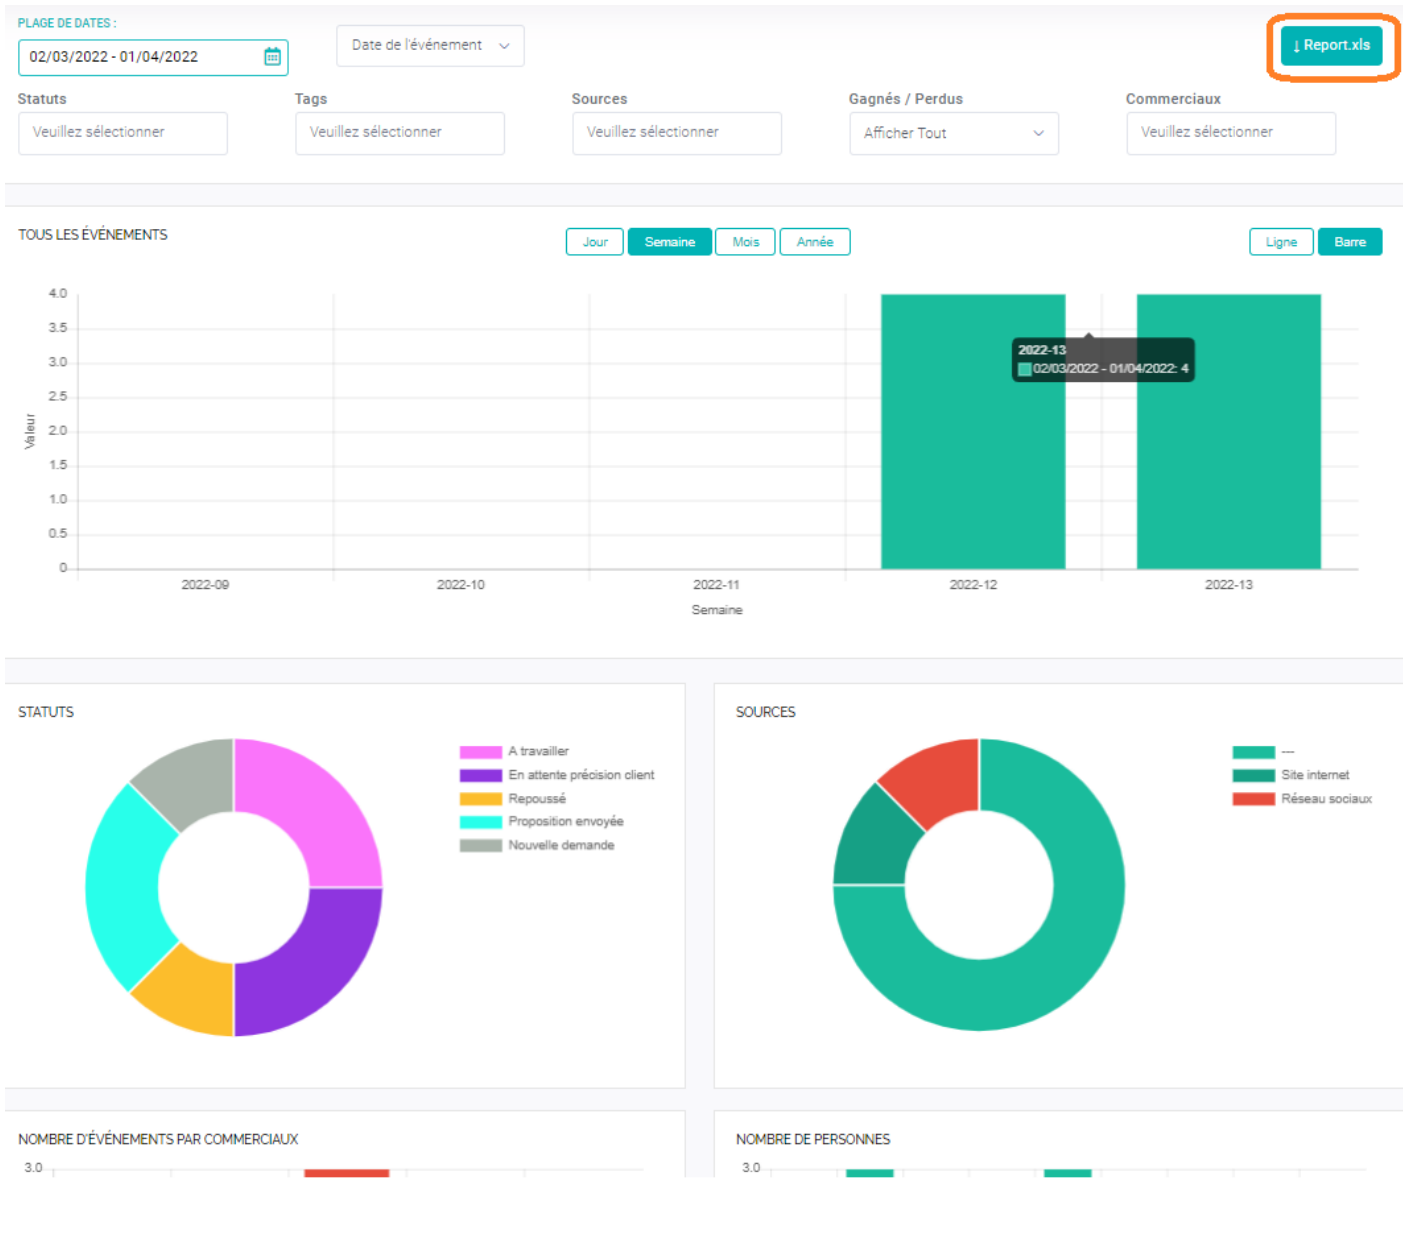 PLAGE DE DATES :
02/03/2022 - 01/04/2022
Date de l'événement
↓ Report.xls
Statuts
Tags
Sources
Gagnés / Perdus
Commerciaux
Veuillez sélectionner
Veuillez sélectionner
Veuillez sélectionner
Afficher Tout
Veuillez sélectionner
TOUS LES ÉVÉNEMENTS
Jour
Semaine
Mois
Année
Ligne
Barre
4.0
3.5
3.0
2.5
2.0
1.5
1.0
0.5
0
Valeur
2022-13
02/03/2022 - 01/04/2022: 4
2022-09
2022-10
2022-11
2022-12
2022-13
Semaine
STATUTS
A travailler
En attente précision client
Repoussé
Proposition envoyée
Nouvelle demande
SOURCES
---
Site internet
Réseau sociaux
NOMBRE D'ÉVÉNEMENTS PAR COMMERCIAUX
3.0
NOMBRE DE PERSONNES
3.0